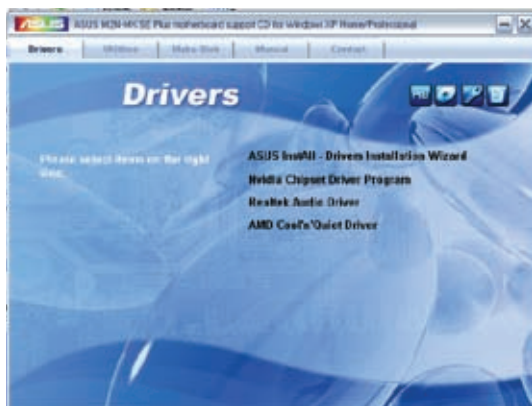 ASUS M2N-MX SE Plus motherboard support CD for Windows XP Home/Professional
Drivers Utilities Make Disk Manual Contact
Drivers
Please select items on the right side.
ASUS InstAll - Drivers Installation Wizard
Nvidia Chipset Driver Program
Realtek Audio Driver
AMD Cool'n'Quiet Driver